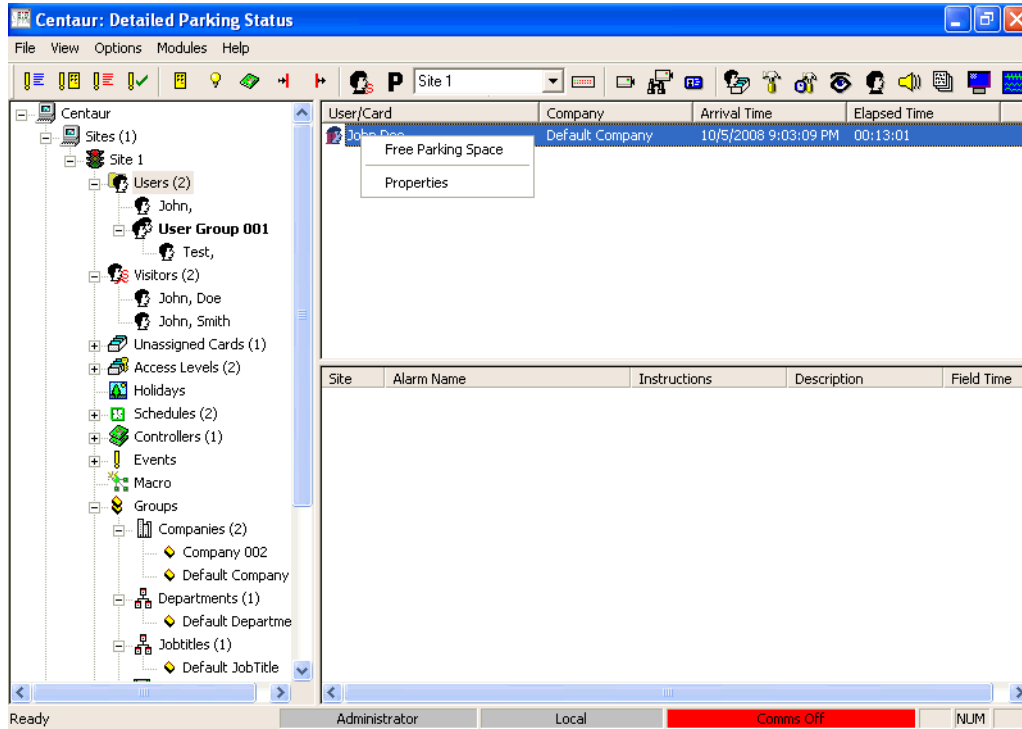 Centaur: Detailed Parking Status
File View Options Modules Help
P Site 1
Centaur
Sites (1)
Site 1
Users (2)
John,
User Group 001
Test,
Visitors (2)
John, Doe
John, Smith
Unassigned Cards (1)
Access Levels (2)
Holidays
Schedules (2)
Controllers (1)
Events
Macro
Groups
Companies (2)
Company 002
Default Company
Departments (1)
Default Departme
Jobtitles (1)
Default JobTitle
User/Card Company Arrival Time Elapsed Time
John Doe Default Company 10/5/2008 9:03:09 PM 00:13:01
Free Parking Space
Properties
Site Alarm Name Instructions Description Field Time
Ready Administrator Local Comms Off NUM